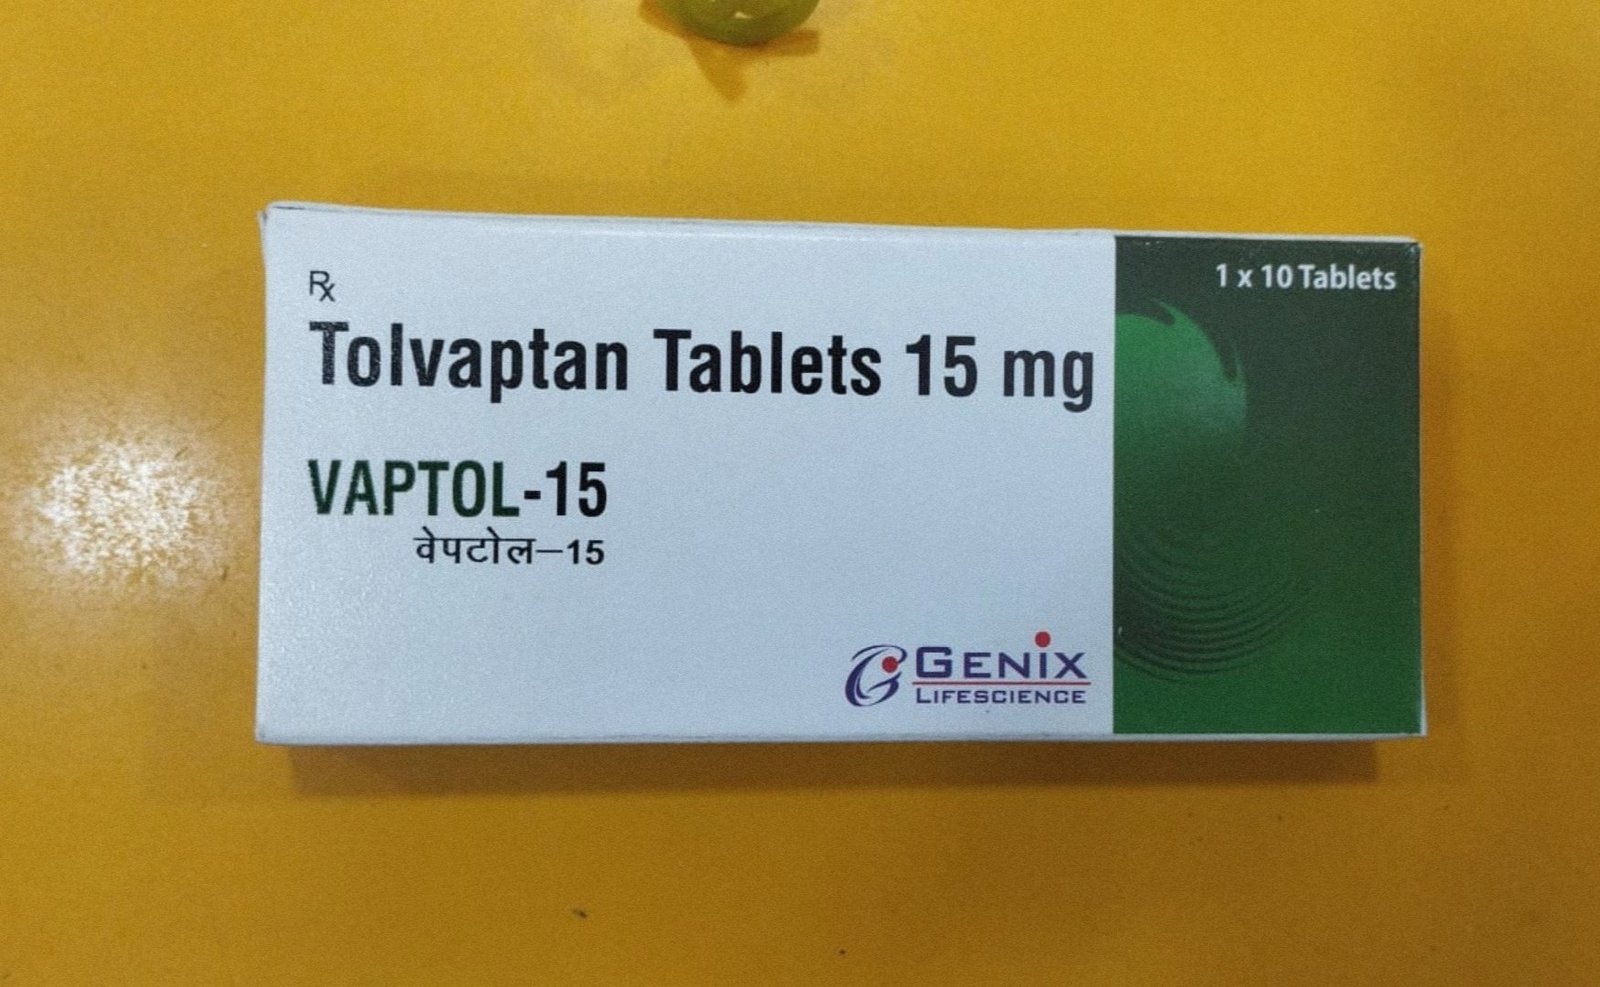 Rx
Tolvaptan Tablets 15 mg
VAPTOL-15
वेपटोल–15
1 x 10 Tablets
GENIX
LIFESCIENCE